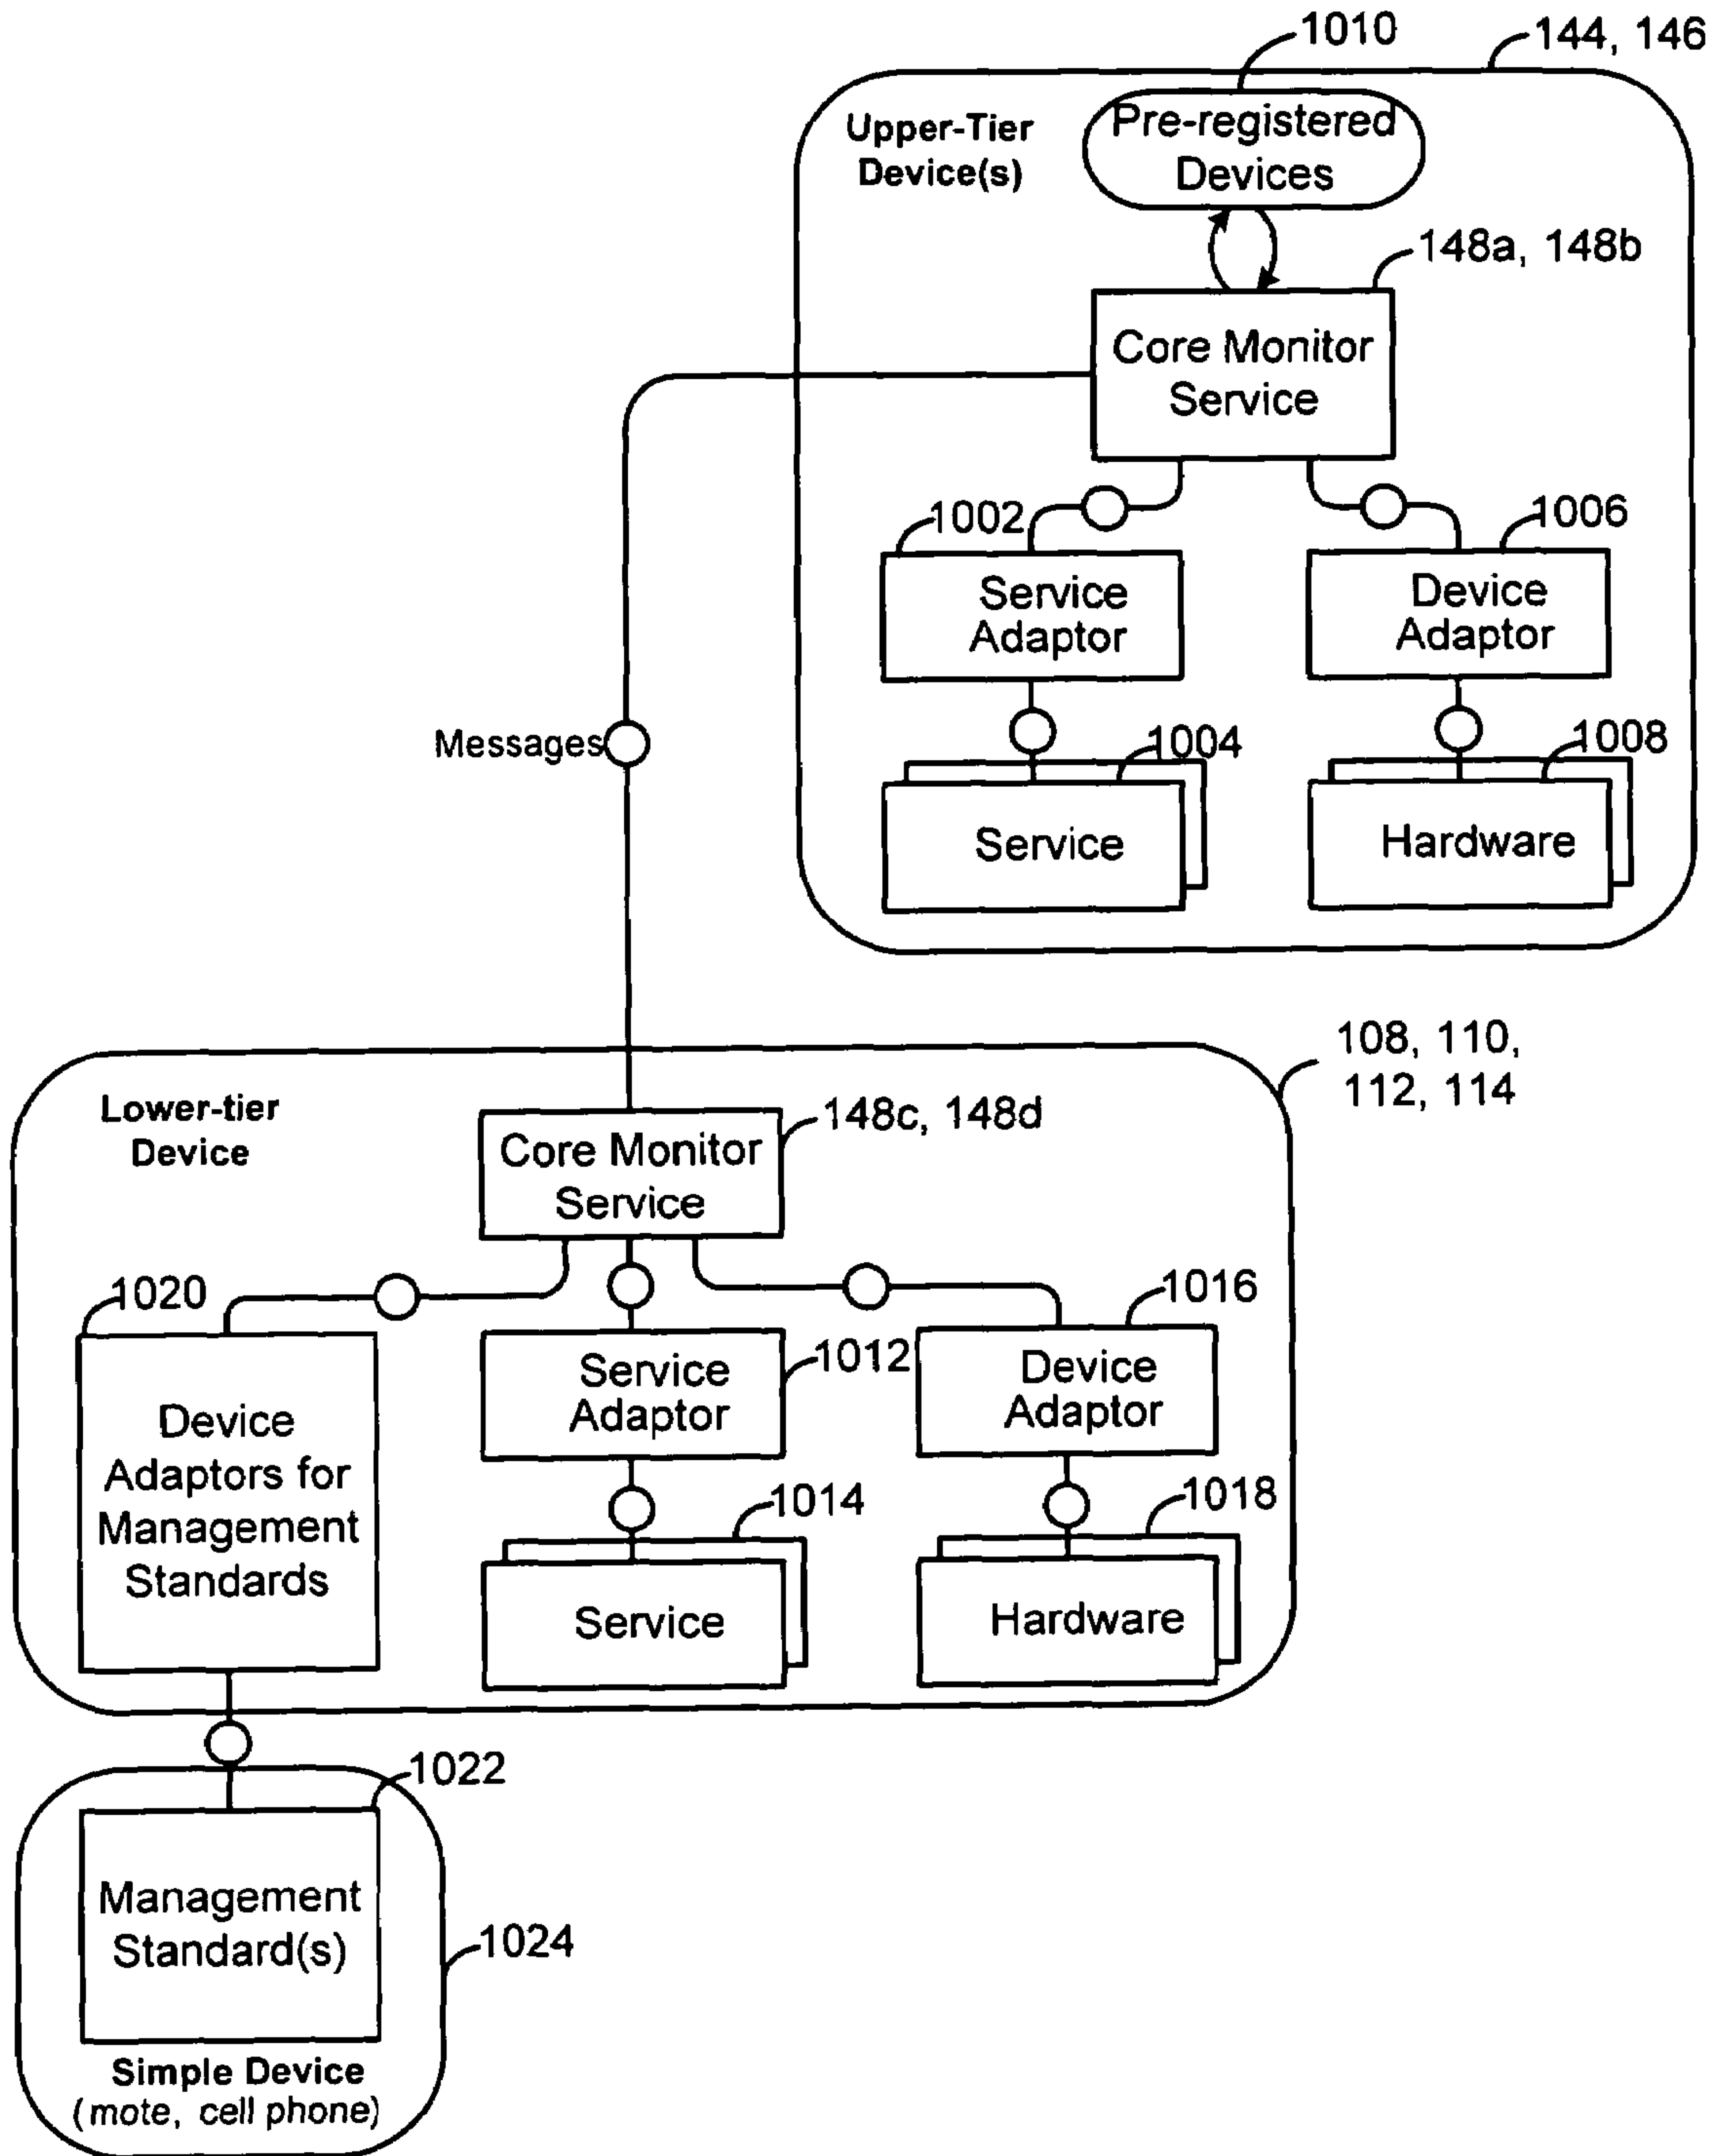 1010
144, 146
Upper-Tier
Device(s)
Pre-registered
Devices
148a, 148b
Core Monitor
Service
1002
1006
Service
Adaptor
Device
Adaptor
Messages
1004
1008
Service
Hardware
108, 110,
112, 114
Lower-tier
Device
148c, 148d
Core Monitor
Service
1020
1016
Device
Adaptors for
Management
Standards
Service
Adaptor
1012
Device
Adaptor
1014
1018
Service
Hardware
1022
Management
Standard(s)
1024
Simple Device
(mote, cell phone)